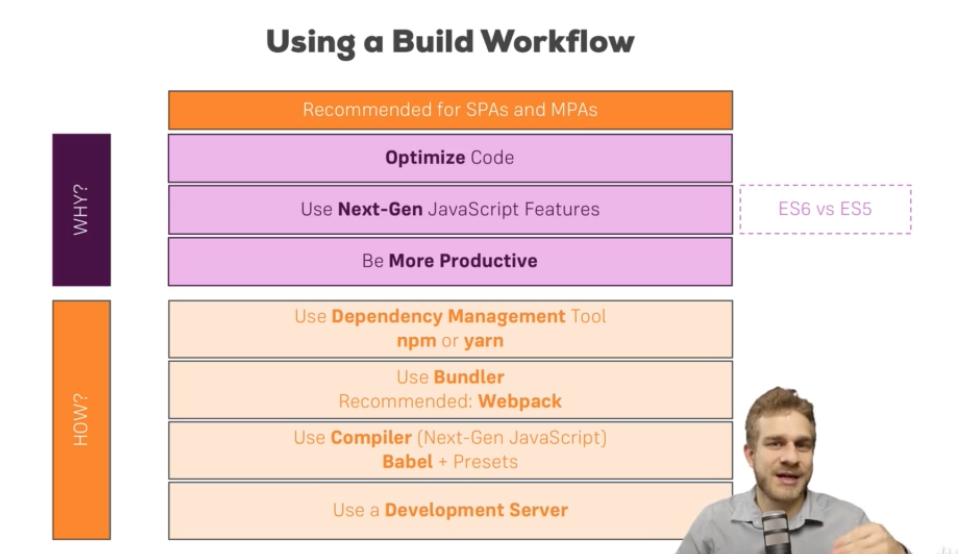 Using a Build Workflow
Recommended for SPAs and MPAs
WHY?
Optimize Code
Use Next-Gen JavaScript Features
ES6 vs ES5
Be More Productive
HOW?
Use Dependency Management Tool
npm or yarn
Use Bundler
Recommended: Webpack
Use Compiler (Next-Gen JavaScript)
Babel + Presets
Use a Development Server